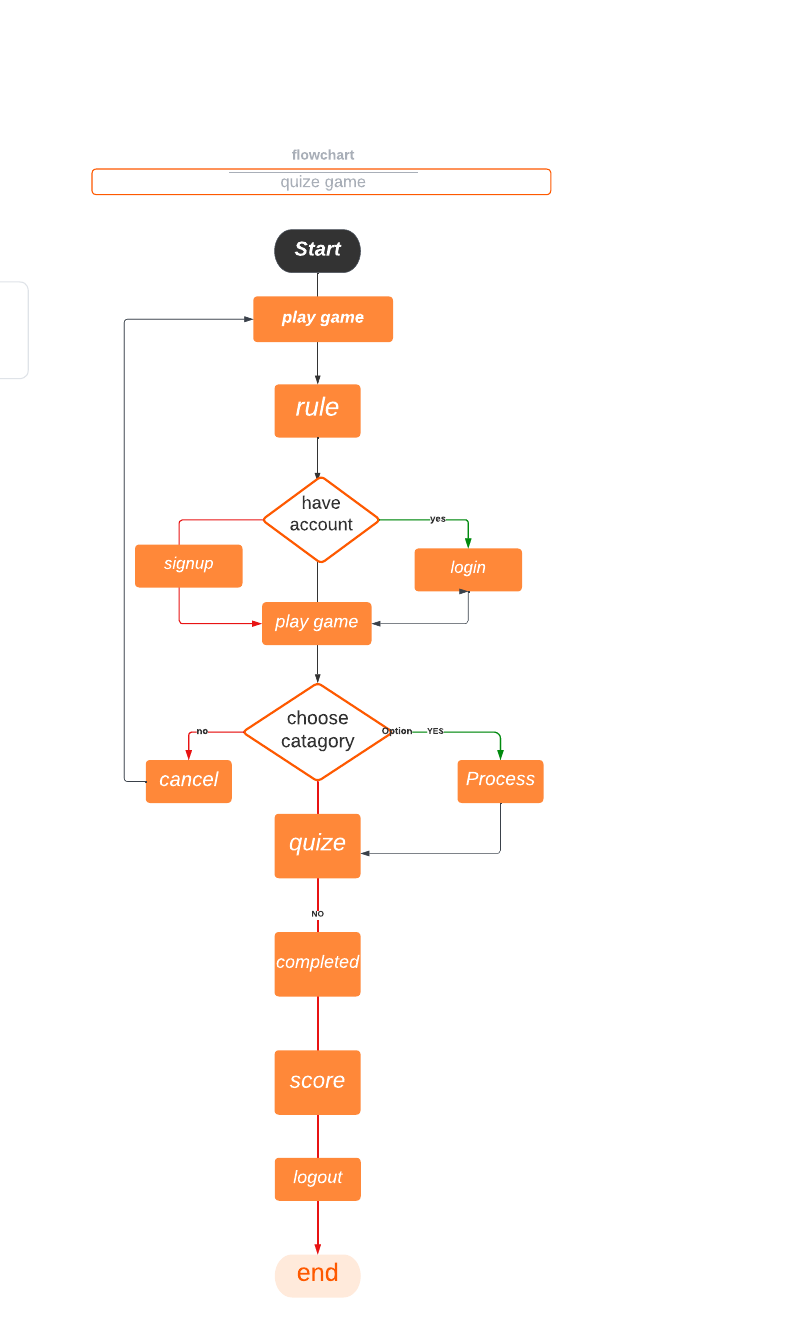 flowchart
quize game
Start
play game
rule
have
account
yes
signup
login
play game
choose
catagory
no
Option
YES
cancel
Process
quize
NO
completed
score
logout
end